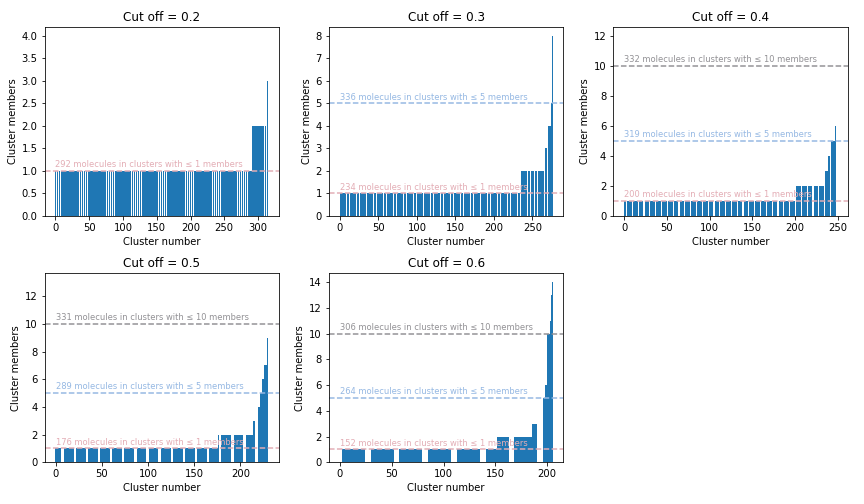 Cut off = 0.2
4.0
3.5
3.0
2.5
2.0
1.5
1.0
0.5
0.0
Cluster members
292 molecules in clusters with ≤ 1 members
0 50 100 150 200 250 300
Cluster number
Cut off = 0.3
8
7
6
5
4
3
2
1
0
Cluster members
336 molecules in clusters with ≤ 5 members
234 molecules in clusters with ≤ 1 members
0 50 100 150 200 250
Cluster number
Cut off = 0.4
12
10
8
6
4
2
0
Cluster members
332 molecules in clusters with ≤ 10 members
319 molecules in clusters with ≤ 5 members
200 molecules in clusters with ≤ 1 members
0 50 100 150 200 250
Cluster number
Cut off = 0.5
12
10
8
6
4
2
0
Cluster members
331 molecules in clusters with ≤ 10 members
289 molecules in clusters with ≤ 5 members
176 molecules in clusters with ≤ 1 members
0 50 100 150 200
Cluster number
Cut off = 0.6
14
12
10
8
6
4
2
0
Cluster members
306 molecules in clusters with ≤ 10 members
264 molecules in clusters with ≤ 5 members
152 molecules in clusters with ≤ 1 members
0 50 100 150 200
Cluster number